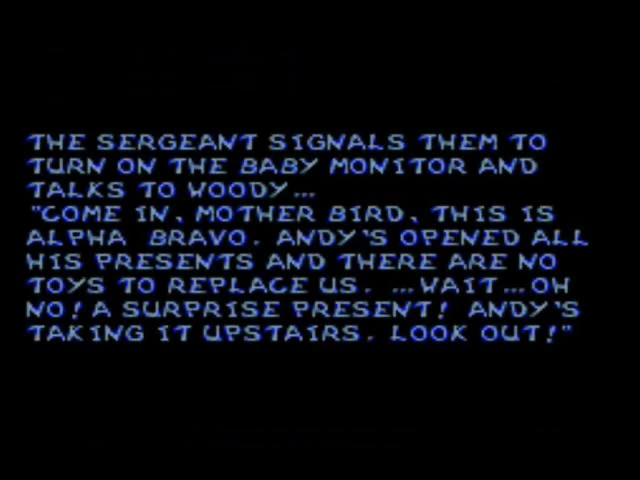 THE SERGEANT SIGNALS THEM TO
TURN ON THE BABY MONITOR AND
TALKS TO WOODY...
"COME IN, MOTHER BIRD, THIS IS
ALPHA BRAVO. ANDY'S OPENED ALL
HIS PRESENTS AND THERE ARE NO
TOYS TO REPLACE US. ...WAIT...OH
NO! A SURPRISE PRESENT! ANDY'S
TAKING IT UPSTAIRS. LOOK OUT!"